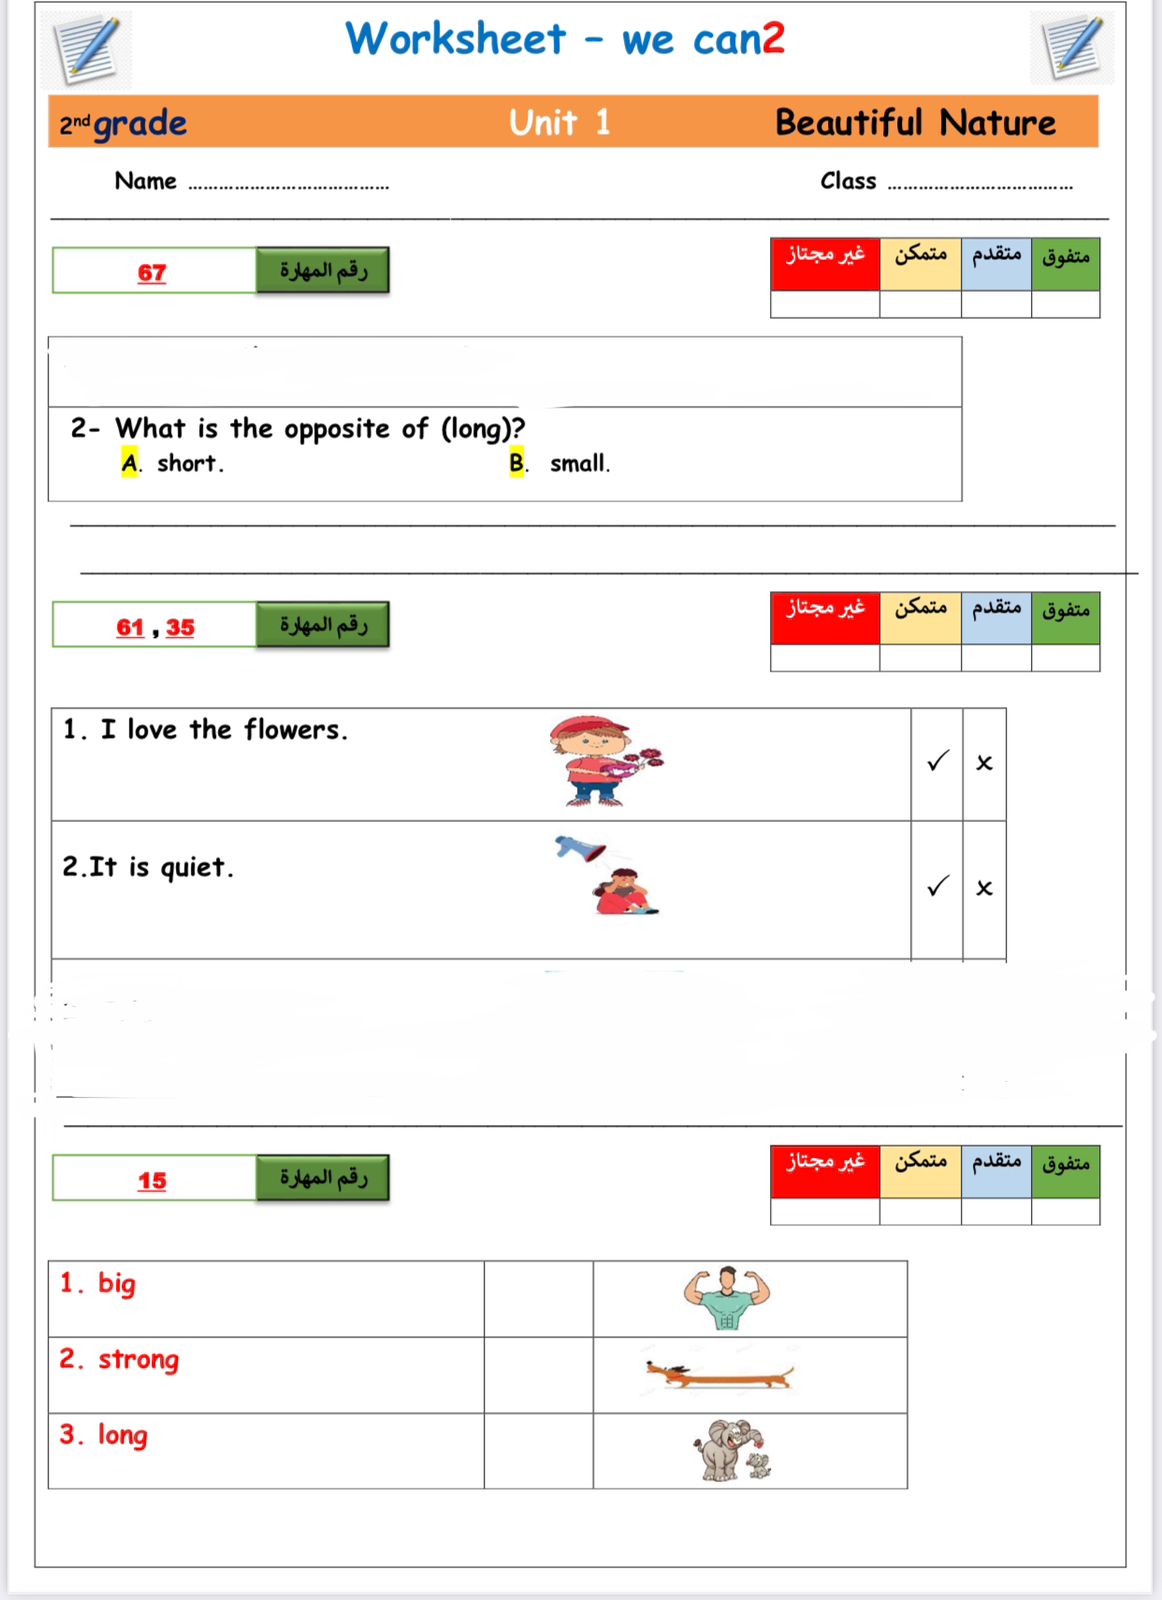 Worksheet – we can2
2nd grade Unit 1 Beautiful Nature
Name ........................................ Class .....................................
67 رقم المهارة
غير مجتاز متمكن متقدم متفوق
2- What is the opposite of (long)?
A. short. B. small.
61 , 35 رقم المهارة
غير مجتاز متمكن متقدم متفوق
1. I love the flowers. ✓ x
2.It is quiet. ✓ x
15 رقم المهارة
غير مجتاز متمكن متقدم متفوق
1. big
2. strong
3. long